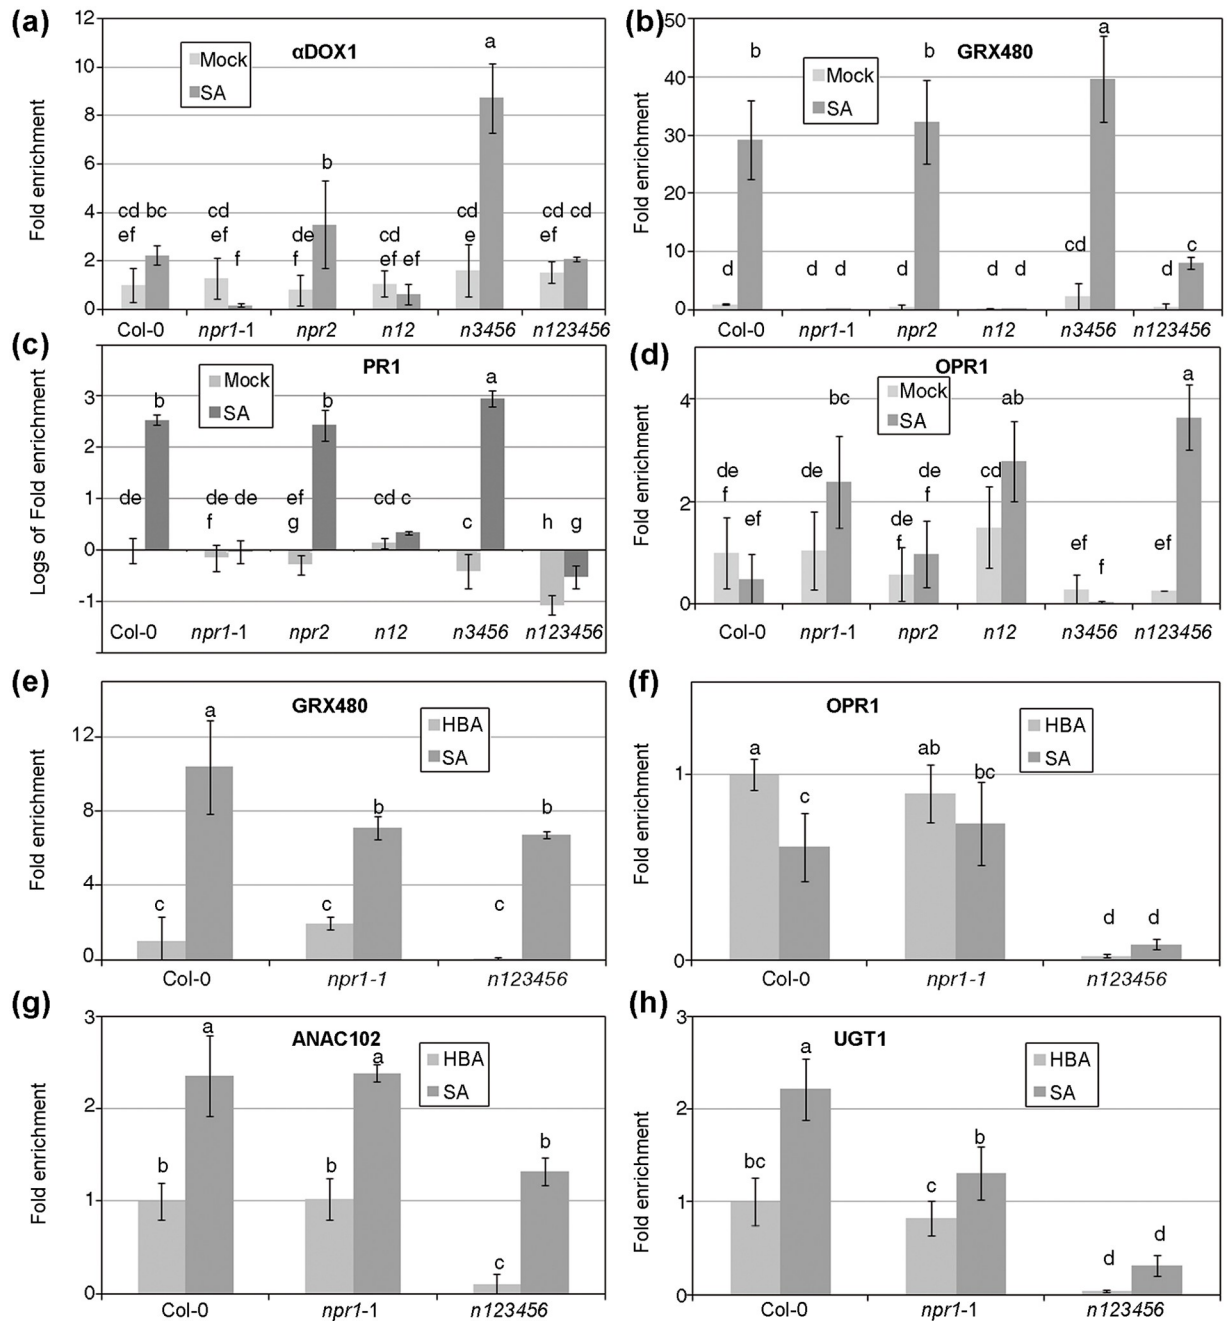 (a)
αDOX1
Mock
SA
Fold enrichment
12
10
8
6
4
2
0
cd
ef
bc
cd
ef
f
de
f
b
cd
ef
ef
cd
e
a
cd
ef
cd
Col-0
npr1-1
npr2
n12
n3456
n123456
(b)
GRX480
Mock
SA
Fold enrichment
50
40
30
20
10
0
d
b
d
d
d
b
d
d
cd
a
d
c
Col-0
npr1-1
npr2
n12
n3456
n123456
(c)
PR1
Mock
SA
Logs of Fold enrichment
3
2
1
0
-1
de
b
de
f
de
ef
g
b
cd
c
c
a
h
g
Col-0
npr1-1
npr2
n12
n3456
n123456
(d)
OPR1
Mock
SA
Fold enrichment
4
2
0
de
f
ef
de
bc
de
f
de
f
cd
ab
ef
f
ef
a
Col-0
npr1-1
npr2
n12
n3456
n123456
(e)
GRX480
HBA
SA
Fold enrichment
12
8
4
0
c
a
c
b
c
b
Col-0
npr1-1
n123456
(f)
OPR1
HBA
SA
Fold enrichment
1
0
a
c
ab
bc
d
d
Col-0
npr1-1
n123456
(g)
ANAC102
HBA
SA
Fold enrichment
3
2
1
0
b
a
b
a
c
b
Col-0
npr1-1
n123456
(h)
UGT1
HBA
SA
Fold enrichment
3
2
1
0
bc
a
c
b
d
d
Col-0
npr1-1
n123456